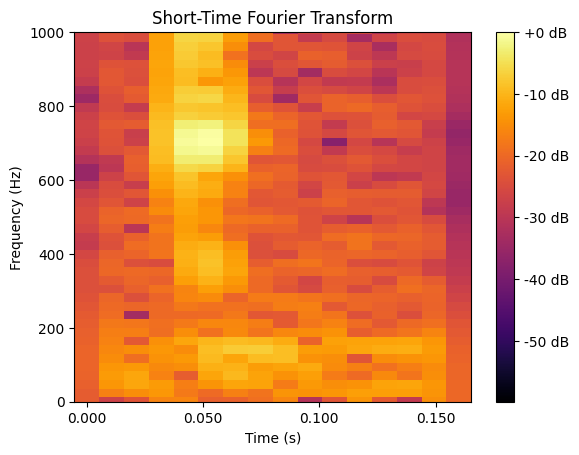 Short-Time Fourier Transform
1000
800
600
400
200
0
Frequency (Hz)
0.000
0.050
0.100
0.150
Time (s)
+0 dB
-10 dB
-20 dB
-30 dB
-40 dB
-50 dB